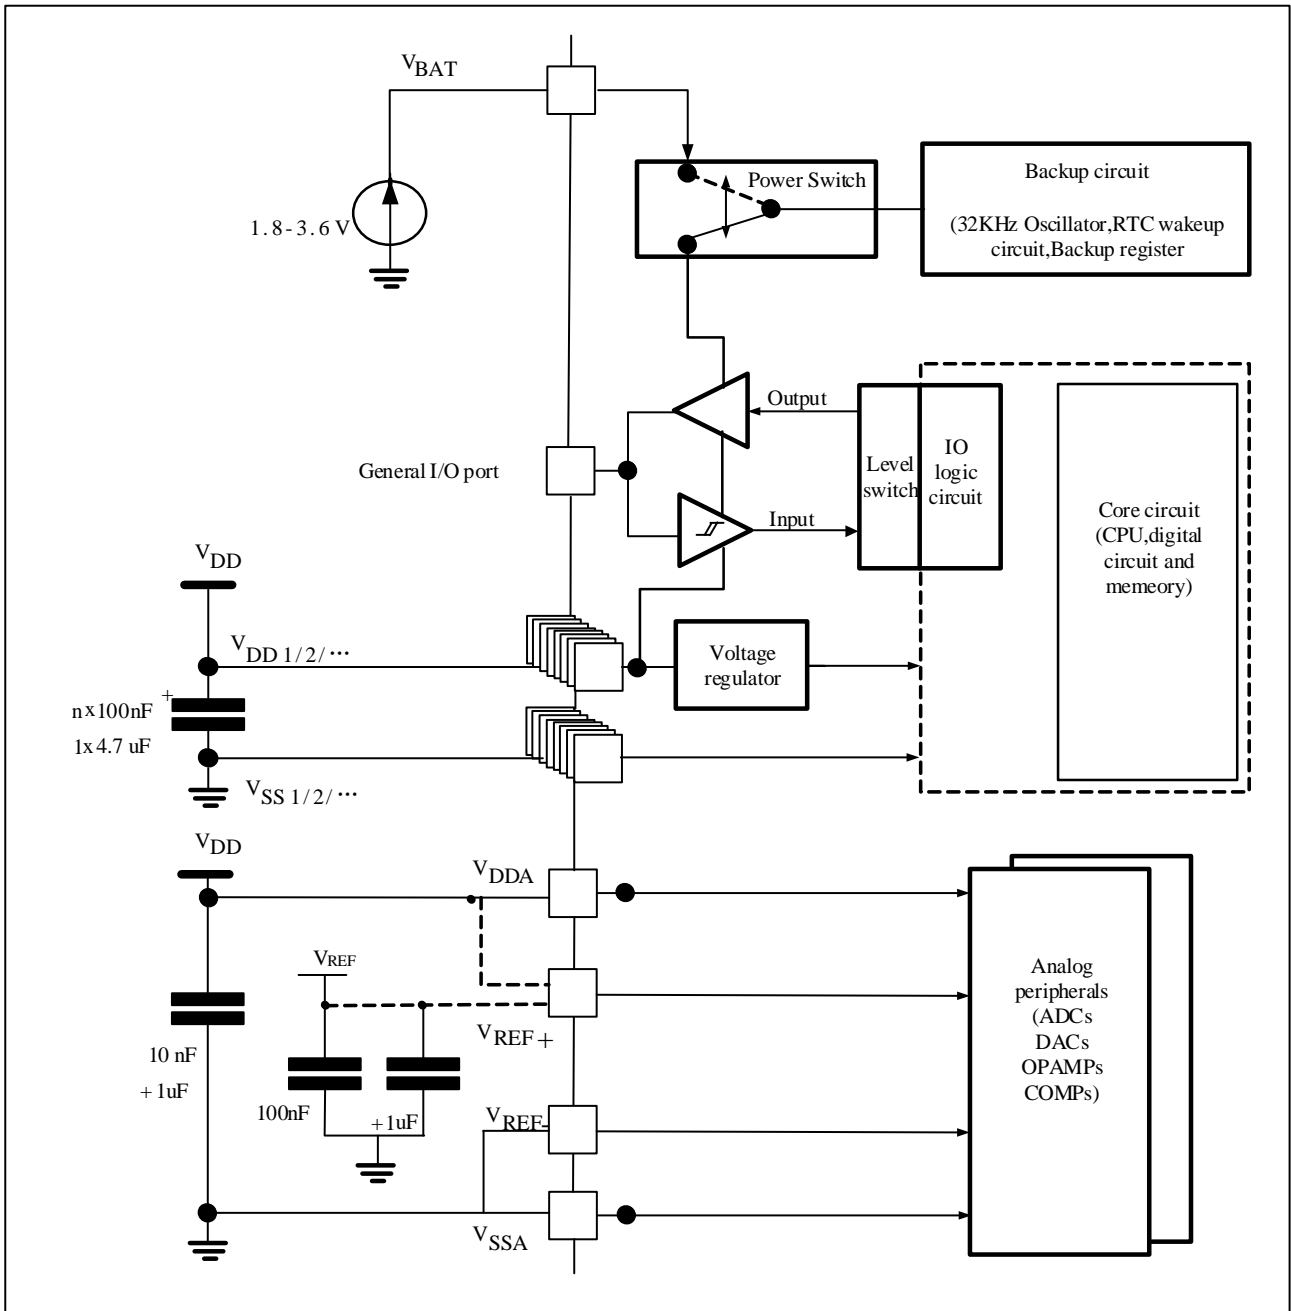 VBAT
Power Switch
1.8-3.6 V
Backup circuit
(32KHz Oscillator,RTC wakeup
circuit,Backup register
Output
General I/O port
Level
switch
IO
logic
circuit
Input
Core circuit
(CPU,digital
circuit and
memeory)
VDD
VDD 1/2/···
Voltage
regulator
n x100nF
+
1x 4.7 uF
VSS 1/2/···
VDD
VDDA
VREF
VREF+
10 nF
+1uF
100nF
+1uF
VREF-
VSSA
Analog
peripherals
(ADCs
DACs
OPAMPs
COMPs)